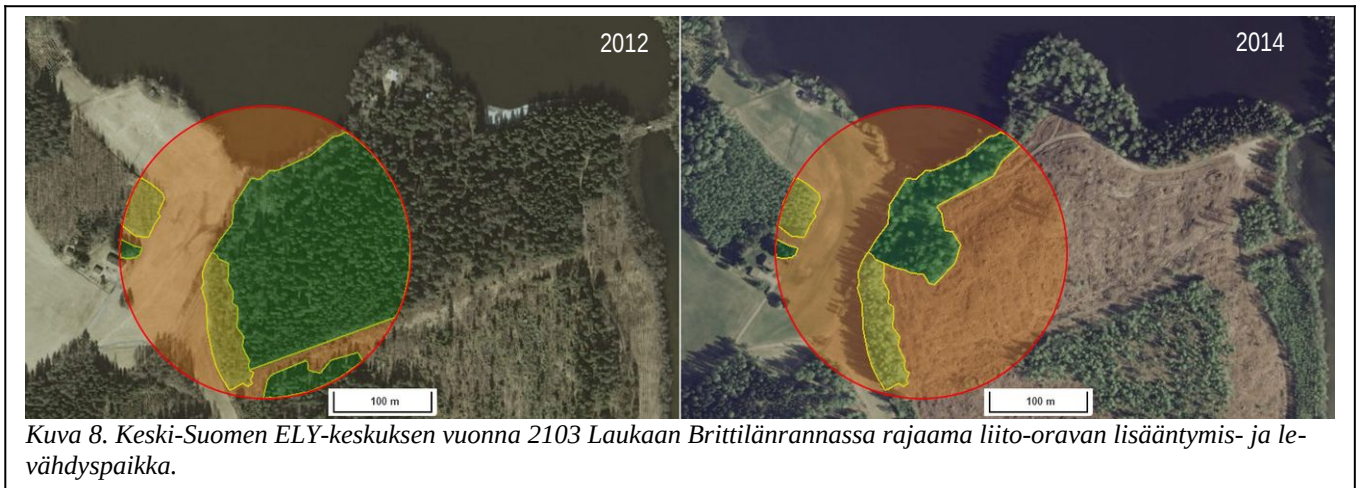 2012
2014
100 m
100 m
Kuva 8. Keski-Suomen ELY-keskuksen vuonna 2103 Laukaan Brittilänrannassa rajaama liito-oravan lisääntymis- ja le-
vähdyspaikka.